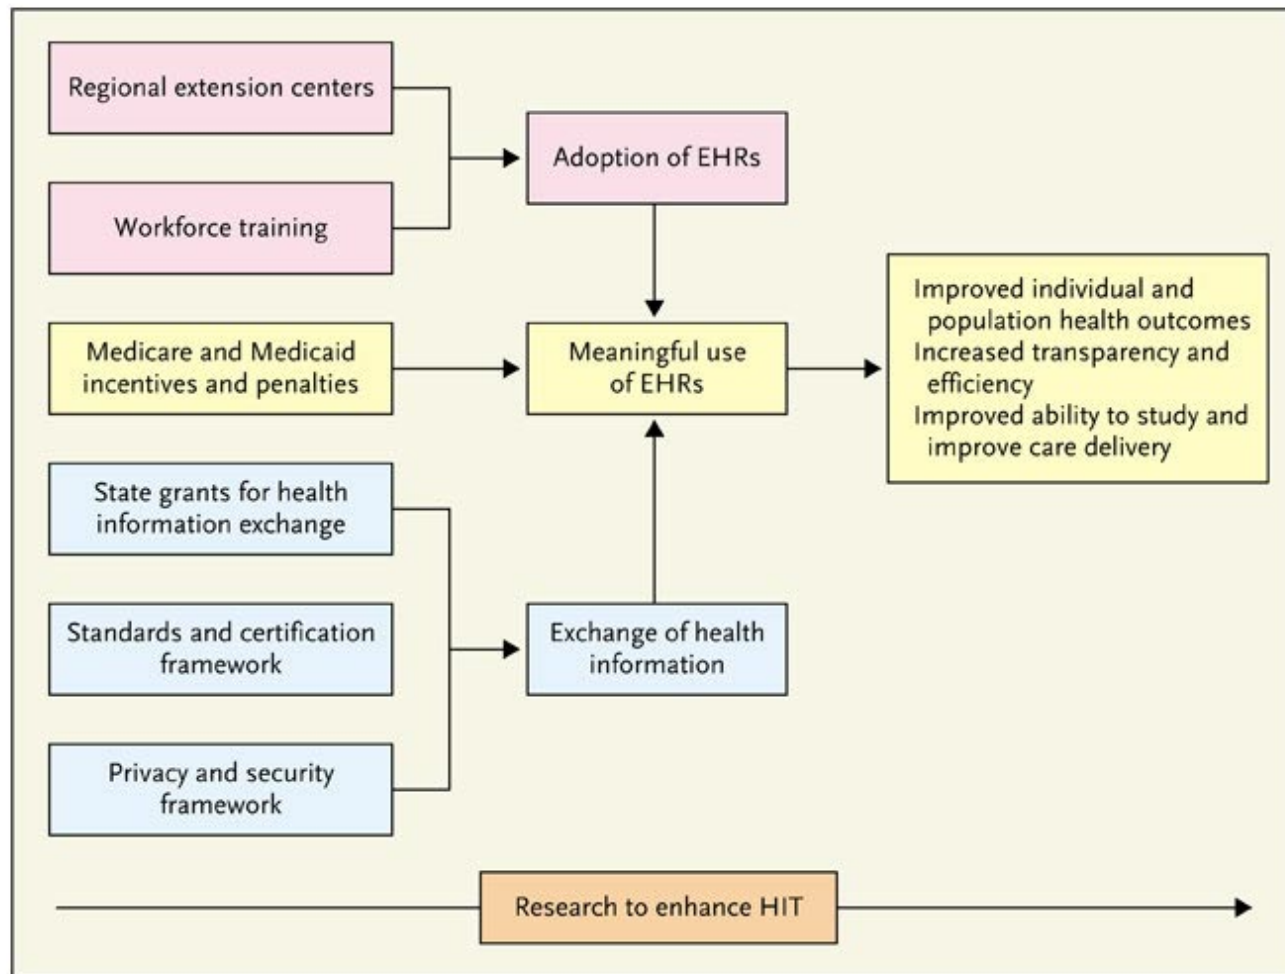 Regional extension centers
Workforce training
Adoption of EHRs
Medicare and Medicaid
incentives and penalties
Meaningful use
of EHRs
Improved individual and
population health outcomes
Increased transparency and
efficiency
Improved ability to study and
improve care delivery
State grants for health
information exchange
Standards and certification
framework
Privacy and security
framework
Exchange of health
information
Research to enhance HIT